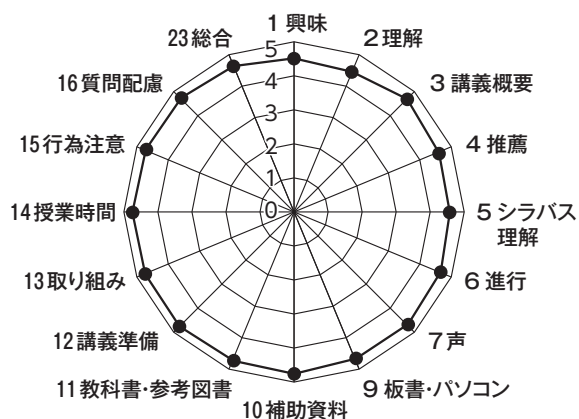 1 興味
2 理解
3 講義概要
4 推薦
5 シラバス
理解
6 進行
7 声
9 板書・パソコン
10 補助資料
11 教科書・参考図書
12 講義準備
13 取り組み
14 授業時間
15 行為注意
16 質問配慮
23 総合
5
4
3
2
1
0